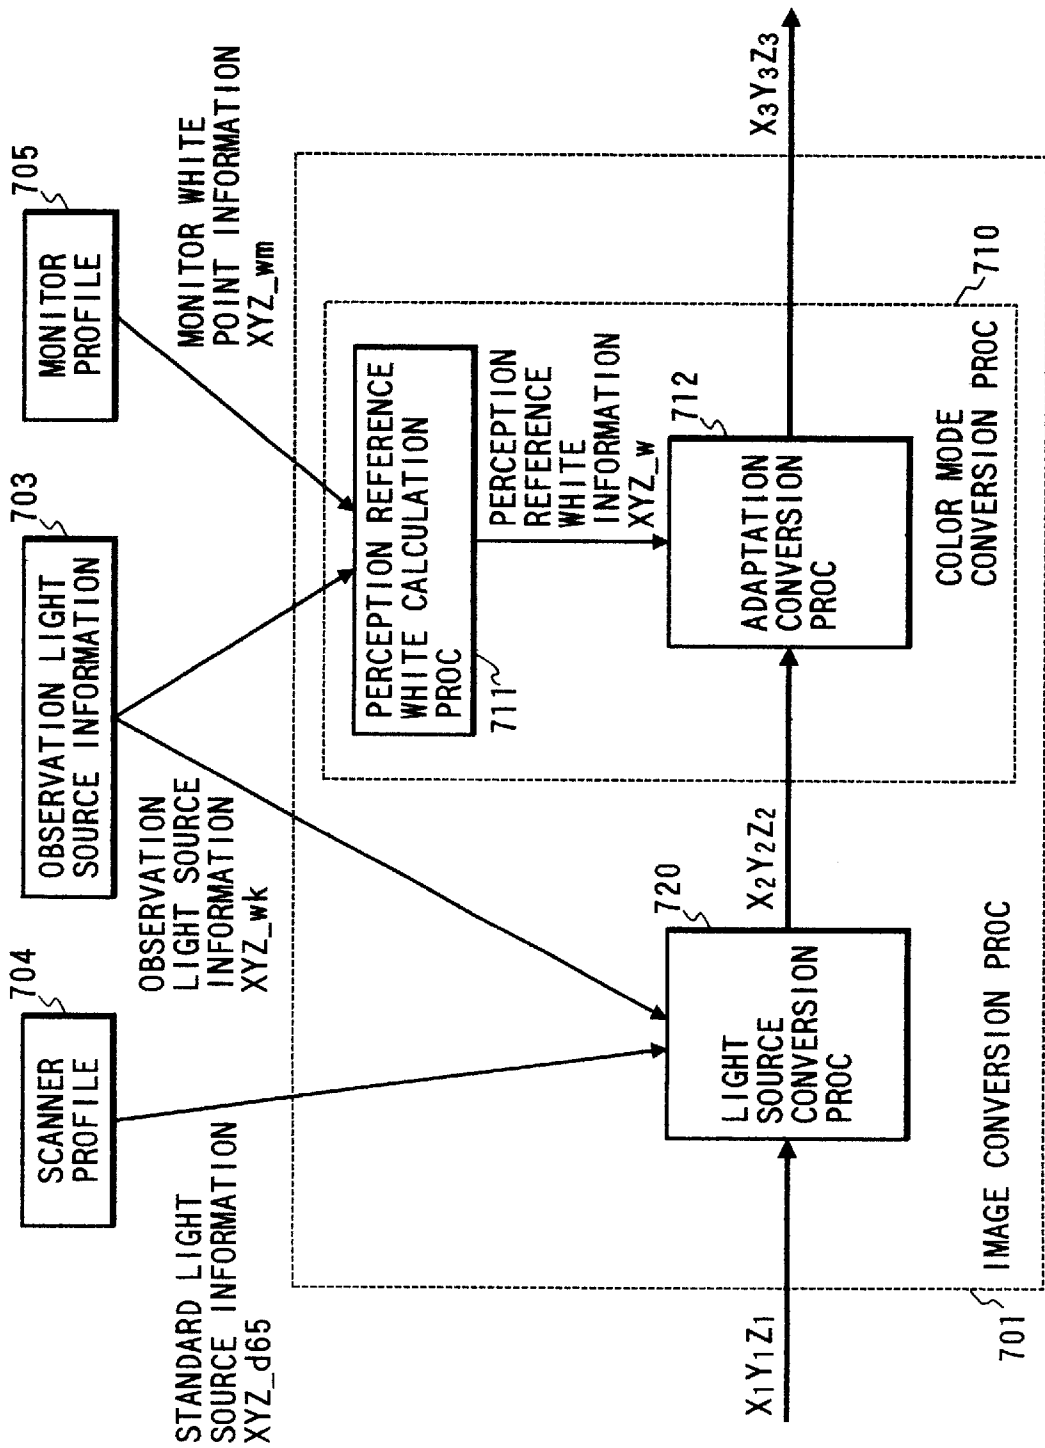 704
SCANNER
PROFILE
703
OBSERVATION LIGHT
SOURCE INFORMATION
705
MONITOR
PROFILE
STANDARD LIGHT
SOURCE INFORMATION
XYZ_d65
OBSERVATION
LIGHT SOURCE
INFORMATION
XYZ_wk
MONITOR WHITE
POINT INFORMATION
XYZ_wm
PERCEPTION REFERENCE
WHITE CALCULATION
PROC
711
PERCEPTION
REFERENCE
WHITE
INFORMATION
XYZ_w
720
LIGHT
SOURCE
CONVERSION
PROC
712
ADAPTATION
CONVERSION
PROC
X1Y1Z1
X2Y2Z2
X3Y3Z3
COLOR MODE
CONVERSION PROC
710
IMAGE CONVERSION PROC
701